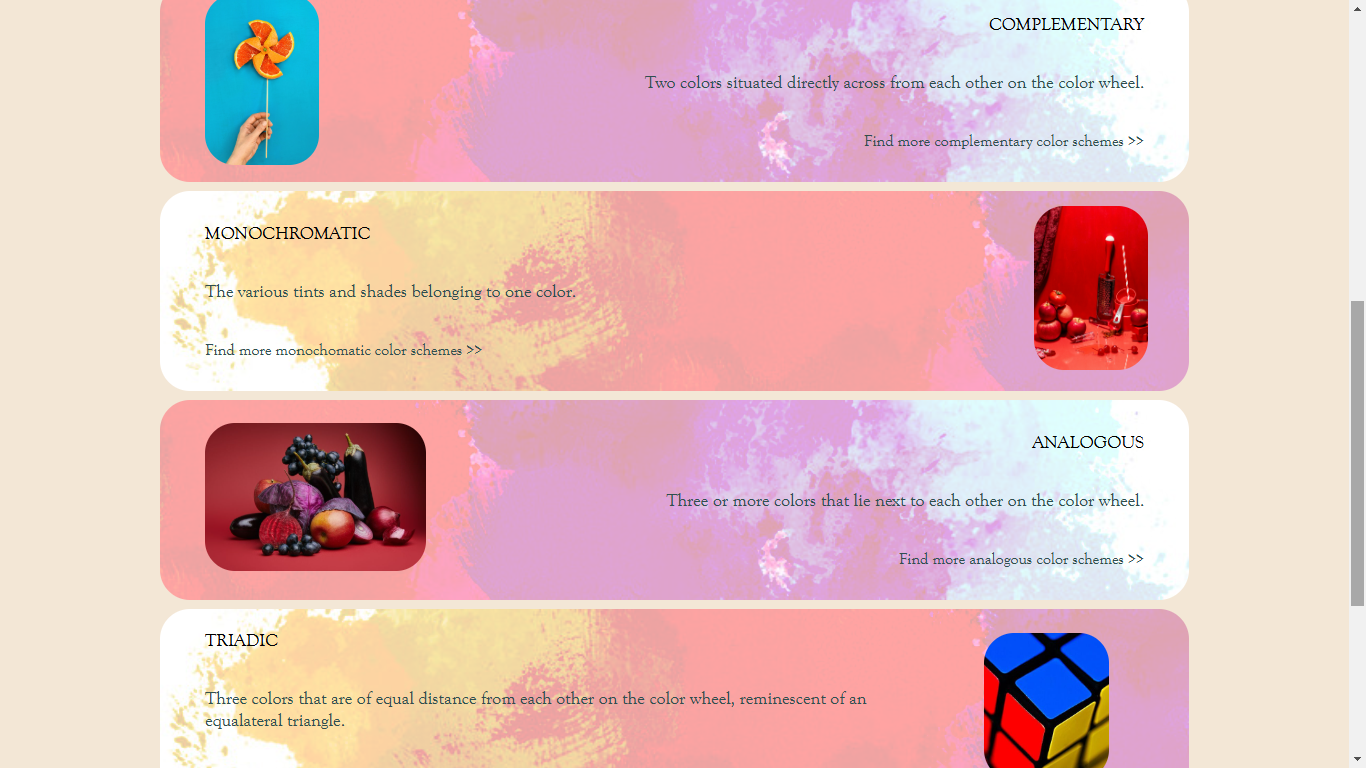 COMPLEMENTARY
Two colors situated directly across from each other on the color wheel.
Find more complementary color schemes >>
MONOCHROMATIC
The various tints and shades belonging to one color.
Find more monochomatic color schemes >>
ANALOGOUS
Three or more colors that lie next to each other on the color wheel.
Find more analogous color schemes >>
TRIADIC
Three colors that are of equal distance from each other on the color wheel, reminescent of an
equalateral triangle.